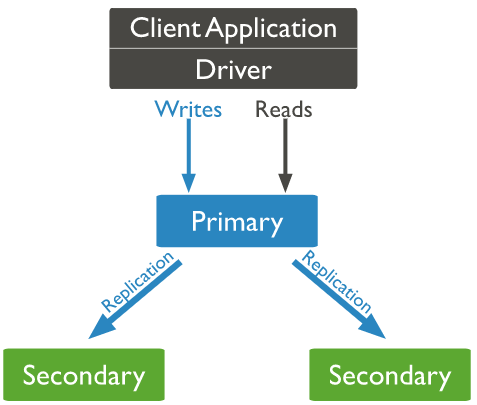 Client Application
Driver
Writes
Reads
Primary
Replication
Replication
Secondary
Secondary